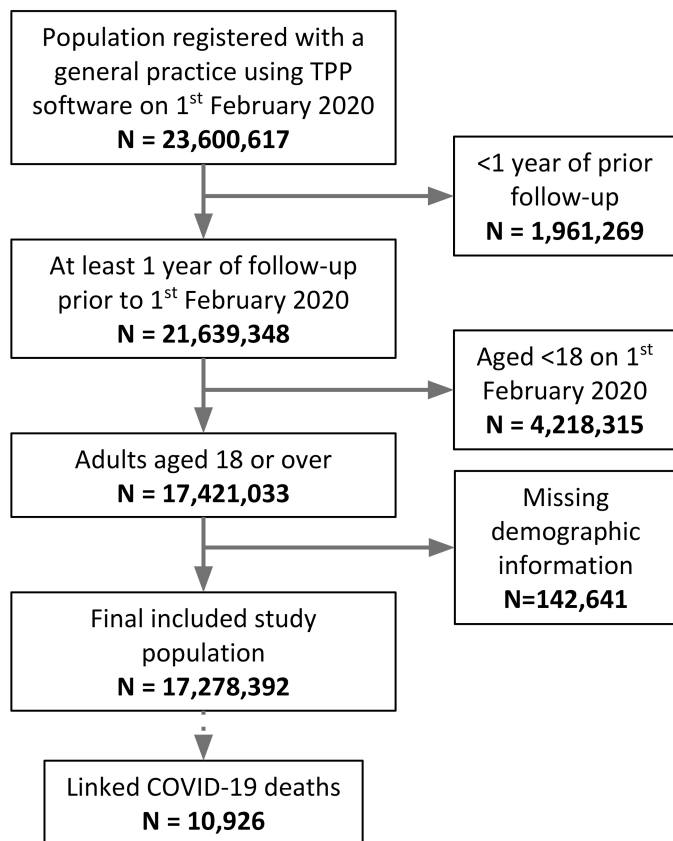 Population registered with a
general practice using TPP
software on 1st February 2020
N = 23,600,617
<1 year of prior
follow-up
N = 1,961,269
At least 1 year of follow-up
prior to 1st February 2020
N = 21,639,348
Aged <18 on 1st
February 2020
N = 4,218,315
Adults aged 18 or over
N = 17,421,033
Missing
demographic
information
N=142,641
Final included study
population
N = 17,278,392
Linked COVID-19 deaths
N = 10,926